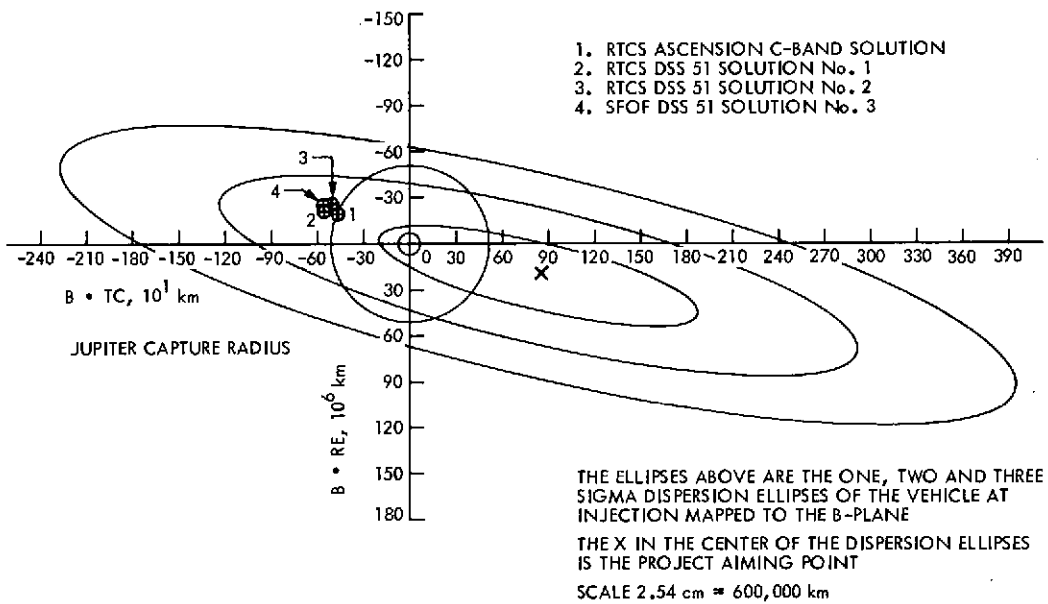 -150
-120
-90
-60
-30
30
60
90
120
150
180
1. RTCS ASCENSION C-BAND SOLUTION
2. RTCS DSS 51 SOLUTION No. 1
3. RTCS DSS 51 SOLUTION No. 2
4. SFOF DSS 51 SOLUTION No. 3
3
4
2
1
-240 -210 -180 -150 -120 -90 -60 -30 0 30 60 90 120 150 180 210 240 270 300 330 360 390
X
B • TC, 10¹ km
JUPITER CAPTURE RADIUS
B • RE, 10⁶ km
THE ELLIPSES ABOVE ARE THE ONE, TWO AND THREE
SIGMA DISPERSION ELLIPSES OF THE VEHICLE AT
INJECTION MAPPED TO THE B-PLANE
THE X IN THE CENTER OF THE DISPERSION ELLIPSES
IS THE PROJECT AIMING POINT
SCALE 2.54 cm = 600,000 km